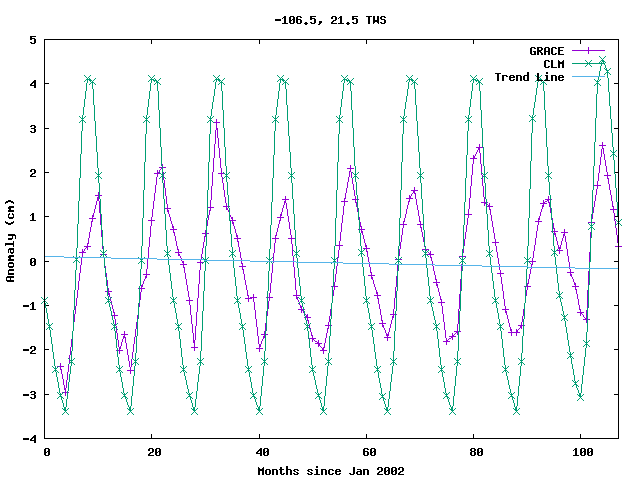 -106.5, 21.5 TWS
GRACE
CLM
Trend Line
5
4
3
2
1
0
-1
-2
-3
-4
Anomaly (cm)
0 20 40 60 80 100
Months since Jan 2002